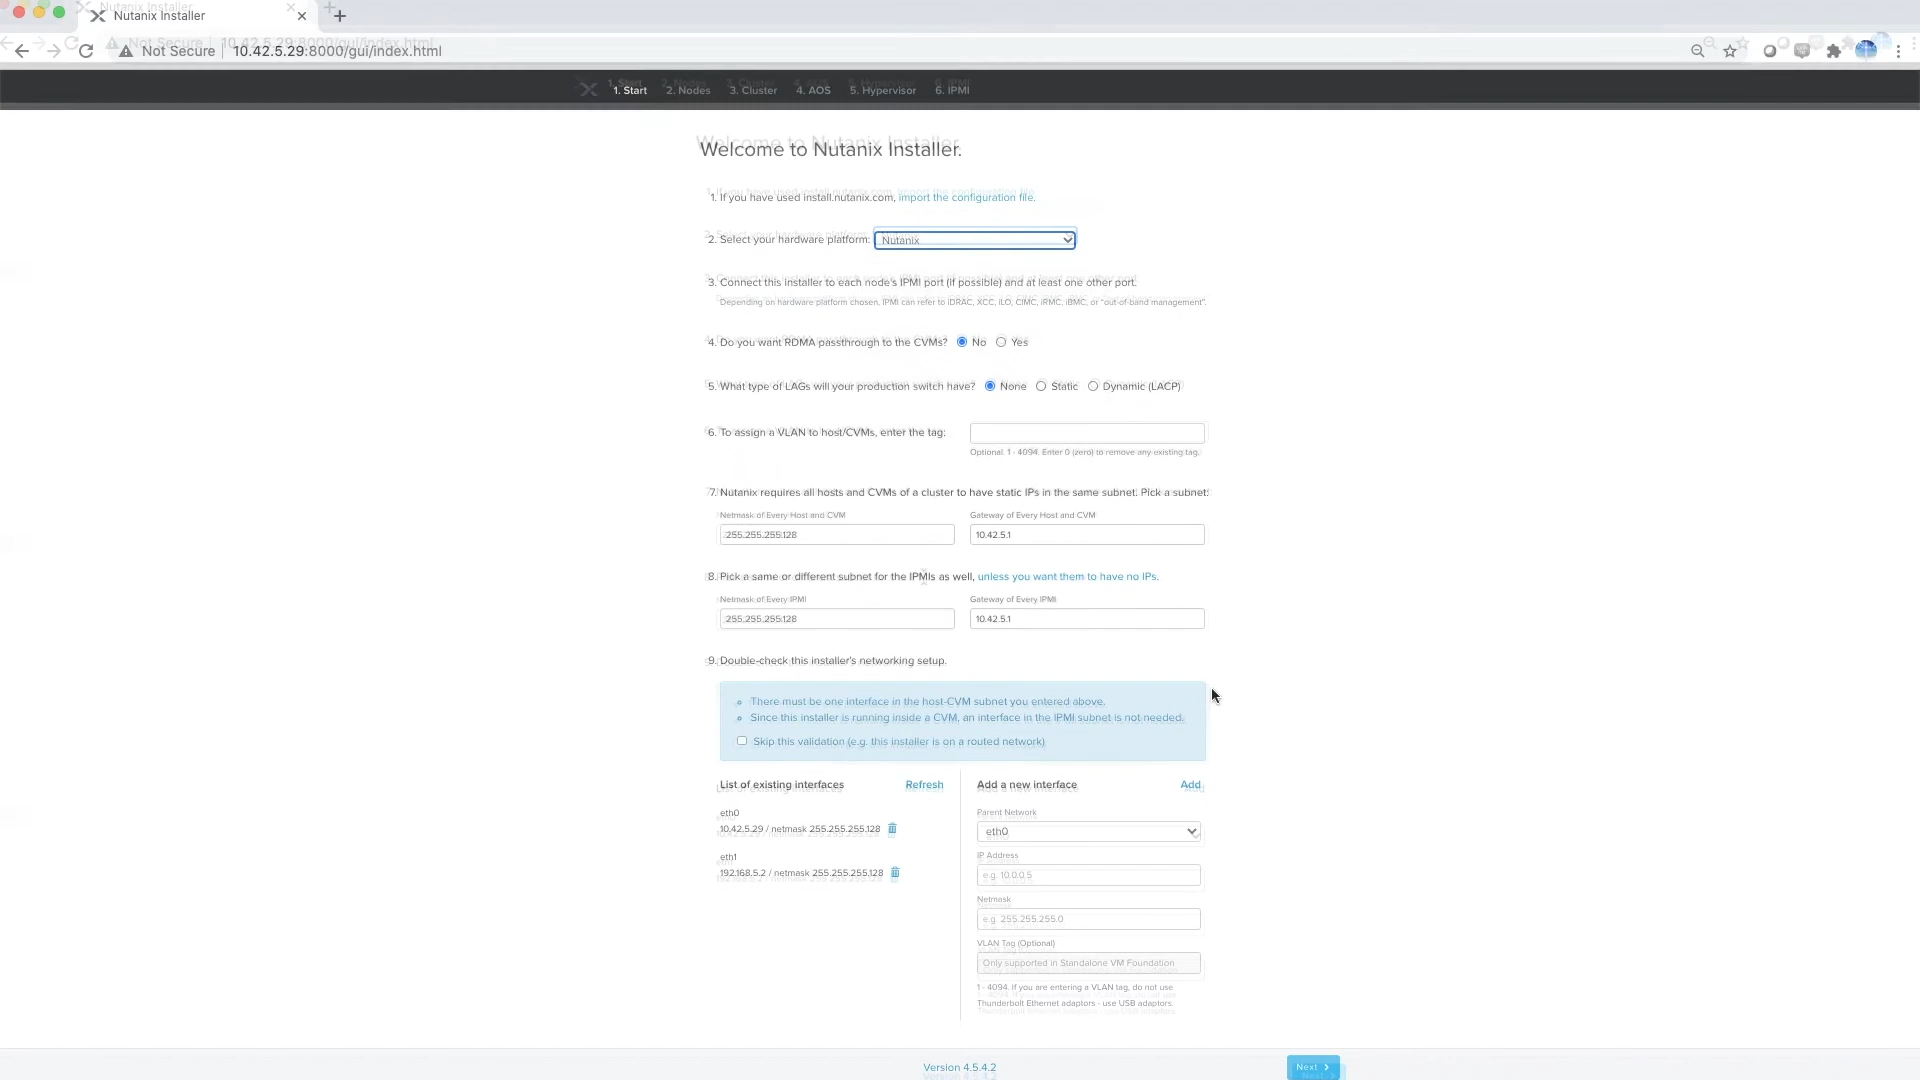 Nutanix Installer
Not Secure | 10.42.5.29:8000/gui/index.html
1. Start 2. Nodes 3. Cluster 4. AOS 5. Hypervisor 6. IPMI
Welcome to Nutanix Installer.
1. If you have used install.nutanix.com, import the configuration file.
2. Select your hardware platform: Nutanix
3. Connect this installer to each node's IPMI port (if possible) and at least one other port.
Depending on hardware platform chosen, IPMI can refer to iDRAC, XCC, iLO, CIMC, iRMC, iBMC, or "out-of-band management".
4. Do you want RDMA passthrough to the CVMs? No Yes
5. What type of LAGs will your production switch have? None Static Dynamic (LACP)
6. To assign a VLAN to host/CVMs, enter the tag:
Optional. 1 - 4094. Enter 0 (zero) to remove any existing tag.
7. Nutanix requires all hosts and CVMs of a cluster to have static IPs in the same subnet. Pick a subnet:
Netmask of Every Host and CVM Gateway of Every Host and CVM
255.255.255.128 10.42.5.1
8. Pick a same or different subnet for the IPMIs as well, unless you want them to have no IPs.
Netmask of Every IPMI Gateway of Every IPMI
255.255.255.128 10.42.5.1
9. Double-check this installer's networking setup.
There must be one interface in the host-CVM subnet you entered above.
Since this installer is running inside a CVM, an interface in the IPMI subnet is not needed.
Skip this validation (e.g. this installer is on a routed network)
List of existing interfaces Refresh
eth0
10.42.5.29 / netmask 255.255.255.128
eth1
192.168.5.2 / netmask 255.255.255.128
Add a new interface Add
Parent Network
eth0
IP Address
e.g. 10.0.0.5
Netmask
e.g. 255.255.255.0
VLAN Tag (Optional)
Only supported in Standalone VM Foundation
1 - 4094. If you are entering a VLAN tag, do not use
Thunderbolt Ethernet adaptors - use USB adaptors.
Version 4.5.4.2
Next >